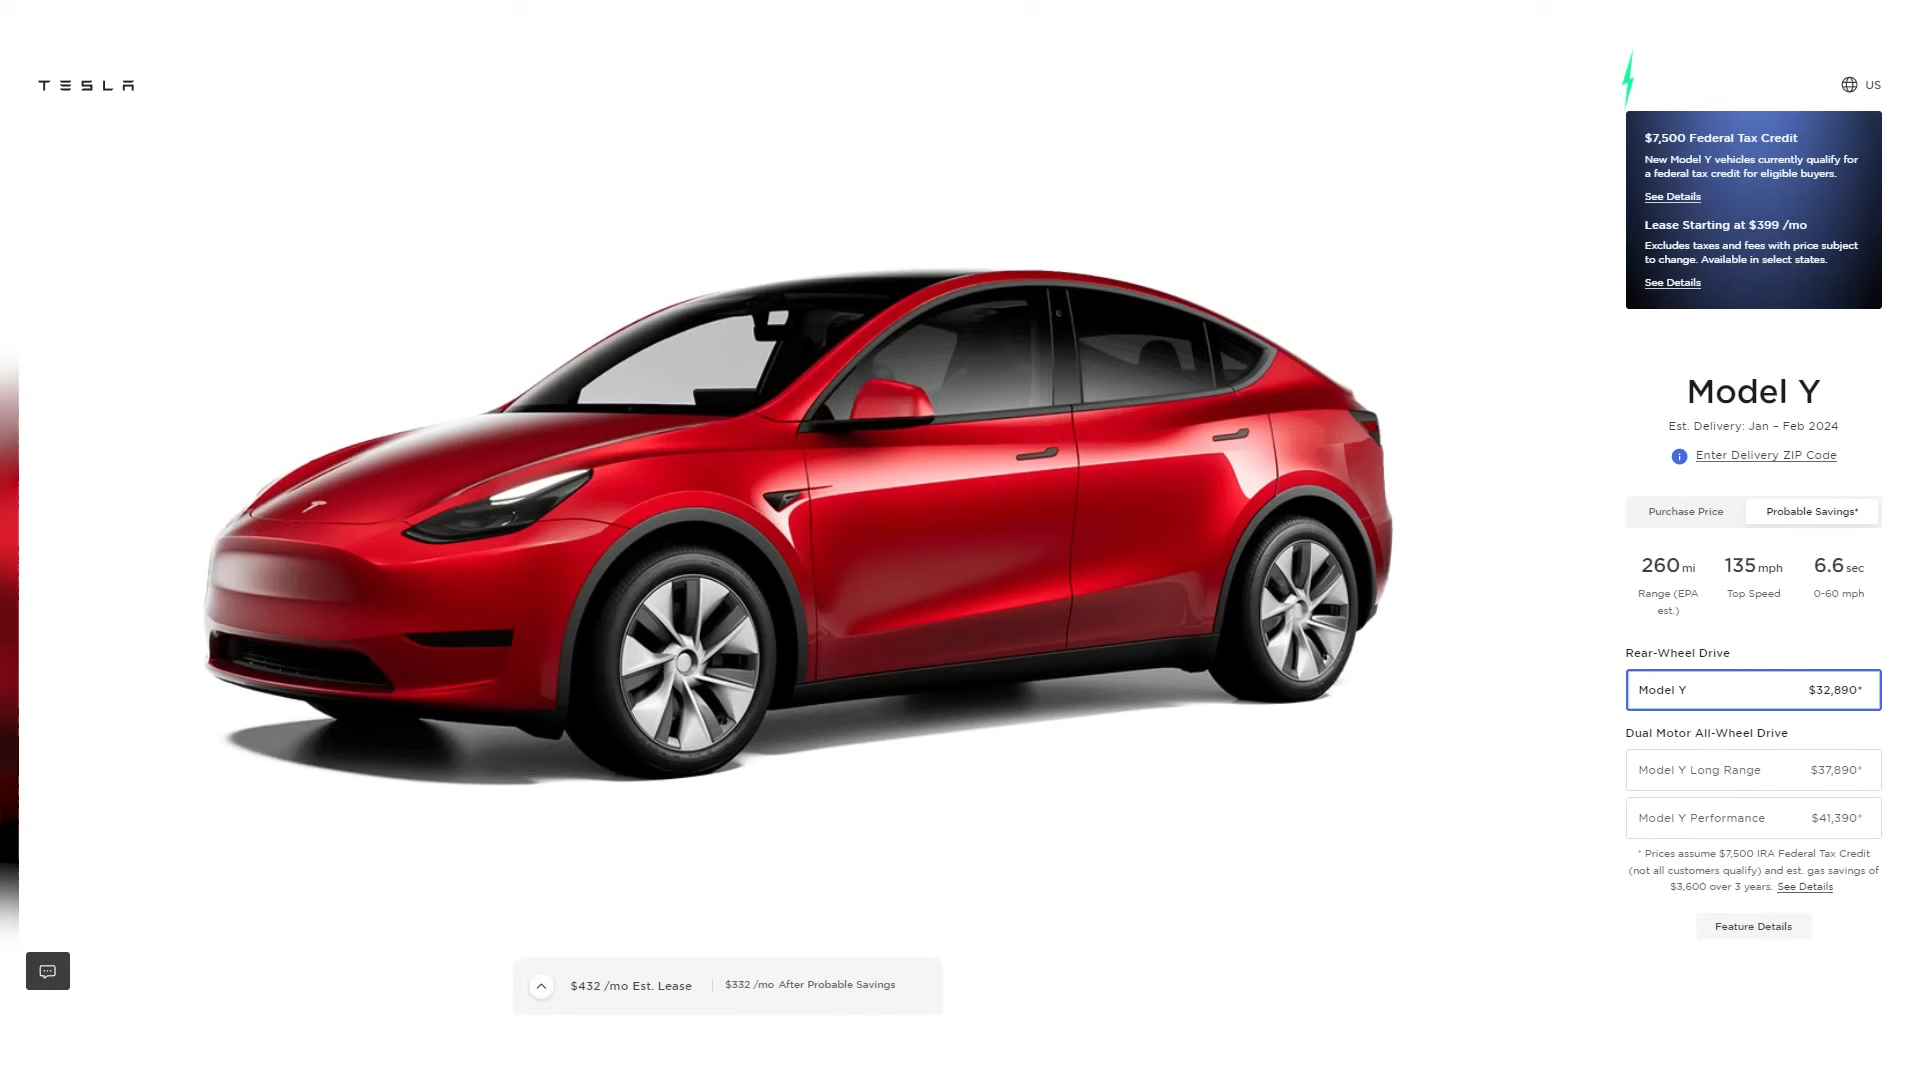 TESLA
US
$7,500 Federal Tax Credit
New Model Y vehicles currently qualify for
a federal tax credit for eligible buyers.
See Details
Lease Starting at $399 /mo
Excludes taxes and fees with price subject
to change. Available in select states.
See Details
Model Y
Est. Delivery: Jan – Feb 2024
Enter Delivery ZIP Code
Purchase Price
Probable Savings*
260 mi
135 mph
6.6 sec
Range (EPA
est.)
Top Speed
0-60 mph
Rear-Wheel Drive
Model Y $32,890*
Dual Motor All-Wheel Drive
Model Y Long Range $37,890*
Model Y Performance $41,390*
* Prices assume $7,500 IRA Federal Tax Credit
(not all customers qualify) and est. gas savings of
$3,600 over 3 years. See Details
Feature Details
$432 /mo Est. Lease
$332 /mo After Probable Savings